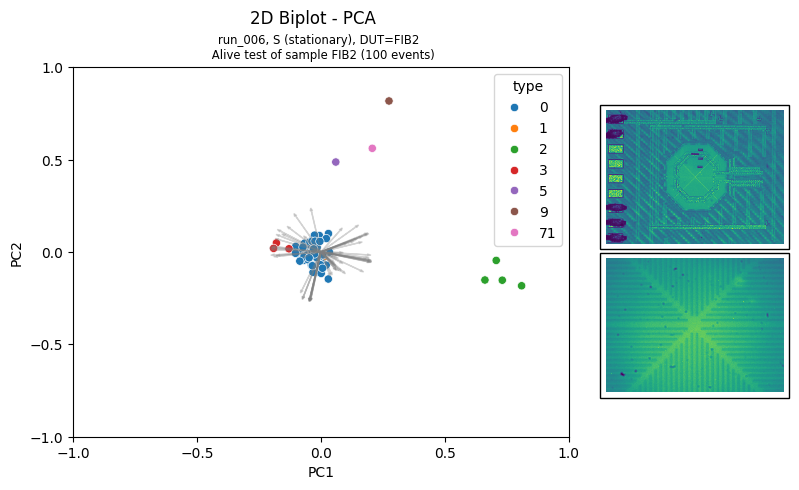 2D Biplot - PCA
run_006, S (stationary), DUT=FIB2
Alive test of sample FIB2 (100 events)
1.0
0.5
0.0
−0.5
−1.0
PC2
−1.0
−0.5
0.0
0.5
1.0
PC1
type
0
1
2
3
5
9
71